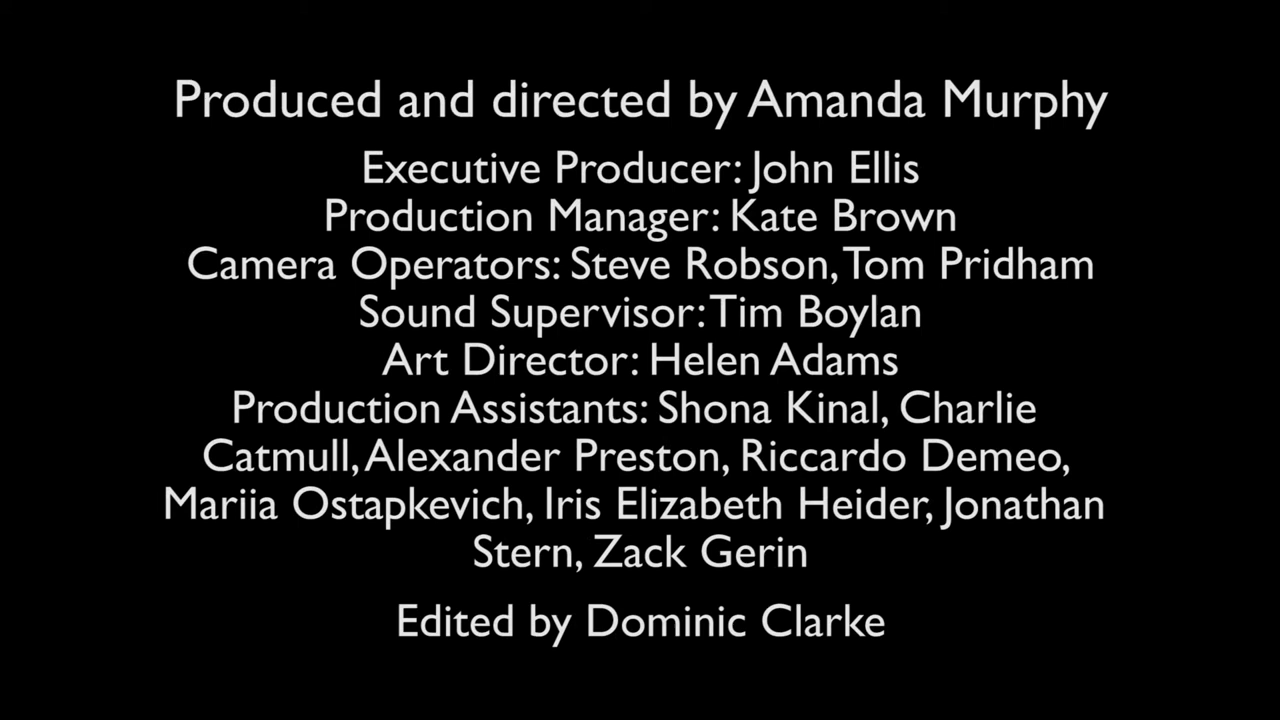 Produced and directed by Amanda Murphy
Executive Producer: John Ellis
Production Manager: Kate Brown
Camera Operators: Steve Robson, Tom Pridham
Sound Supervisor: Tim Boylan
Art Director: Helen Adams
Production Assistants: Shona Kinal, Charlie
Catmull, Alexander Preston, Riccardo Demeo,
Mariia Ostapkevich, Iris Elizabeth Heider, Jonathan
Stern, Zack Gerin
Edited by Dominic Clarke